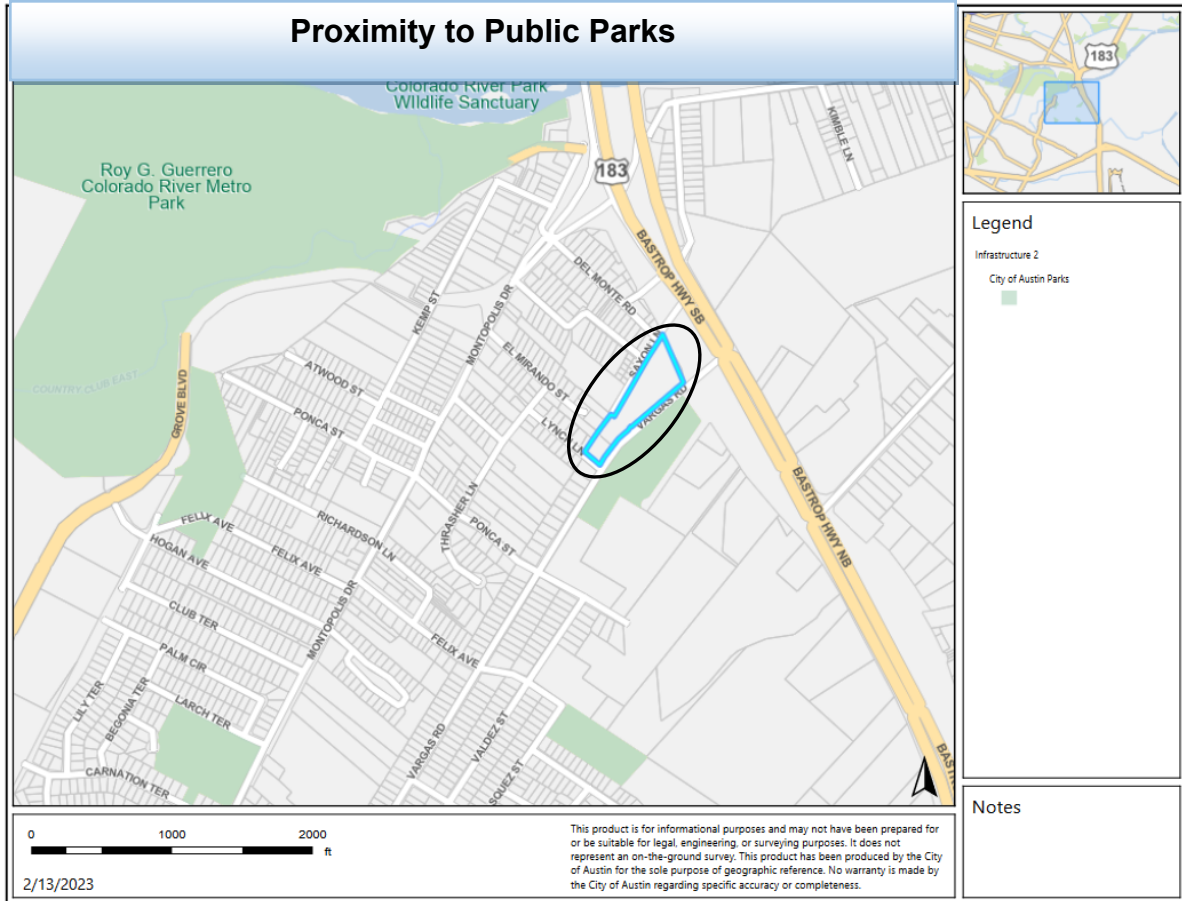 Proximity to Public Parks
Colorado River Park
WIldlife Sanctuary
Roy G. Guerrero
Colorado River Metro
Park
183
183
KIMBLE LN
BASTROP HWY SB
DEL MONTE RD
KEMP ST
MONTOPOLIS DR
SAXON LN
EL MIRANDO ST
ATWOOD ST
COUNTRY CLUB EAST
GROVE BLVD
PONCA ST
LYNCH LN
VARGAS RD
BASTROP HWY NB
THRASHER LN
PONCA ST
RICHARDSON LN
FELIX AVE
HOGAN AVE
FELIX AVE
CLUB TER
MONTOPOLIS DR
FELIX AVE
PALM CIR
LILY TER
BEGONIA TER
LARCH TER
VARGAS RD
VALDEZ ST
SQUEZ ST
CARNATION TER
BASTR
Legend
Infrastructure 2
City of Austin Parks
Notes
0 1000 2000
ft
2/13/2023
This product is for informational purposes and may not have been prepared for
or be suitable for legal, engineering, or surveying purposes. It does not
represent an on-the-ground survey. This product has been produced by the City
of Austin for the sole purpose of geographic reference. No warranty is made by
the City of Austin regarding specific accuracy or completeness.